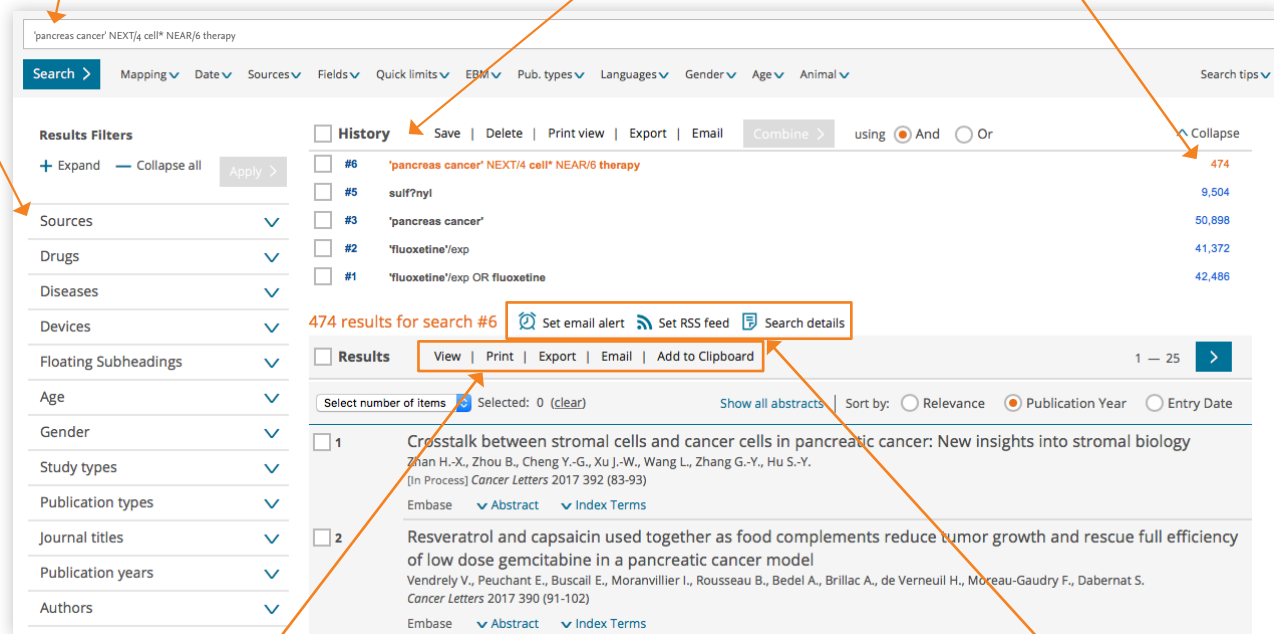 'pancreas cancer' NEXT/4 cell* NEAR/6 therapy
Search > Mapping Date Sources Fields Quick limits EBM Pub. types Languages Gender Age Animal Search tips
Results Filters
+ Expand — Collapse all Apply >
Sources
Drugs
Diseases
Devices
Floating Subheadings
Age
Gender
Study types
Publication types
Journal titles
Publication years
Authors
History Save | Delete | Print view | Export | Email Combine > using And Or Collapse
#6 'pancreas cancer' NEXT/4 cell* NEAR/6 therapy 474
#5 sulf?nyl 9,504
#3 'pancreas cancer' 50,898
#2 'fluoxetine'/exp 41,372
#1 'fluoxetine'/exp OR fluoxetine 42,486
474 results for search #6 Set email alert Set RSS feed Search details
Results View | Print | Export | Email | Add to Clipboard 1 — 25 >
Select number of items Selected: 0 (clear) Show all abstracts | Sort by: Relevance Publication Year Entry Date
1 Crosstalk between stromal cells and cancer cells in pancreatic cancer: New insights into stromal biology
Zhan H.-X., Zhou B., Cheng Y.-G., Xu J.-W., Wang L., Zhang G.-Y., Hu S.-Y.
[In Process] Cancer Letters 2017 392 (83-93)
Embase Abstract Index Terms
2 Resveratrol and capsaicin used together as food complements reduce tumor growth and rescue full efficiency
of low dose gemcitabine in a pancreatic cancer model
Vendrely V., Peuchant E., Buscail E., Moranvillier I., Rousseau B., Bedel A., Brillac A., de Verneuil H., Moreau-Gaudry F., Dabernat S.
Cancer Letters 2017 390 (91-102)
Embase Abstract Index Terms